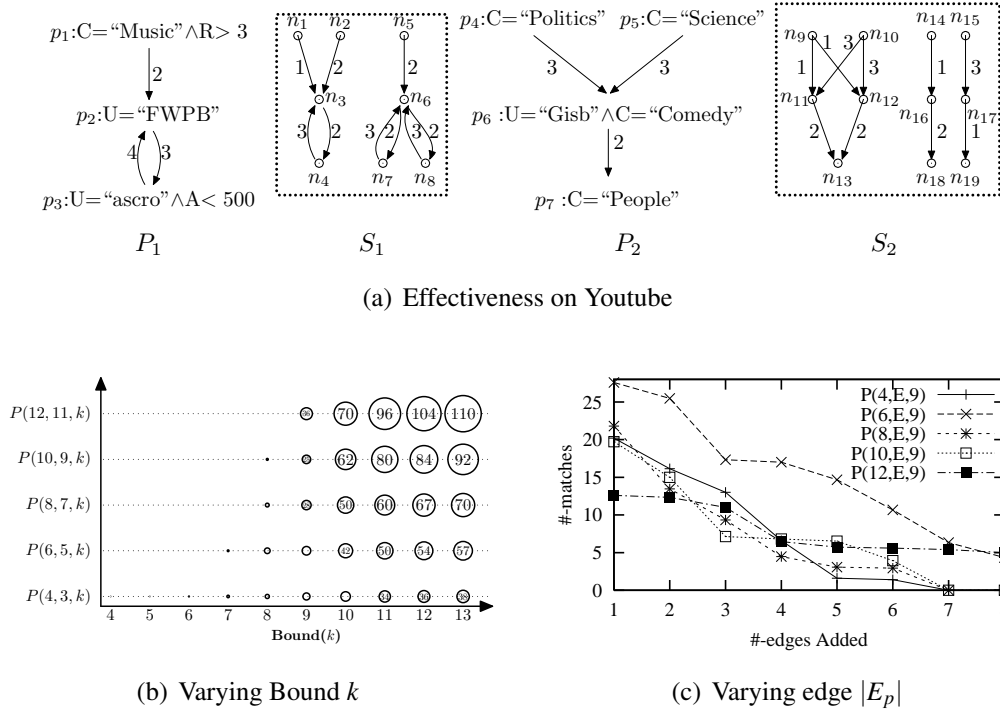 p₁:C=“Music”∧R> 3
2
p₂:U=“FWPB”
4 3
p₃:U=“ascro”∧A< 500
P₁
n₁ n₂ n₅
1 2 2
n₃ n₆
3 2 3 2 3 2
n₄ n₇ n₈
S₁
p₄:C=“Politics” p₅:C=“Science”
3 3
p₆ :U=“Gisb”∧C=“Comedy”
2
p₇ :C=“People”
P₂
n₉ n₁₀ n₁₄ n₁₅
1 1 3 3 1 3
n₁₁ n₁₂ n₁₆ n₁₇
2 2 2 1
n₁₃ n₁₈ n₁₉
S₂
(a) Effectiveness on Youtube
P(12, 11, k) 70 96 104 110
P(10, 9, k) 62 80 84 92
P(8, 7, k) 50 60 67 70
P(6, 5, k) 42 50 54 57
P(4, 3, k) 38
4 5 6 7 8 9 10 11 12 13
Bound(k)
(b) Varying Bound k
#-matches
25
20
15
10
5
0
P(4,E,9)
P(6,E,9)
P(8,E,9)
P(10,E,9)
P(12,E,9)
1 2 3 4 5 6 7
#-edges Added
(c) Varying edge |Eₚ|